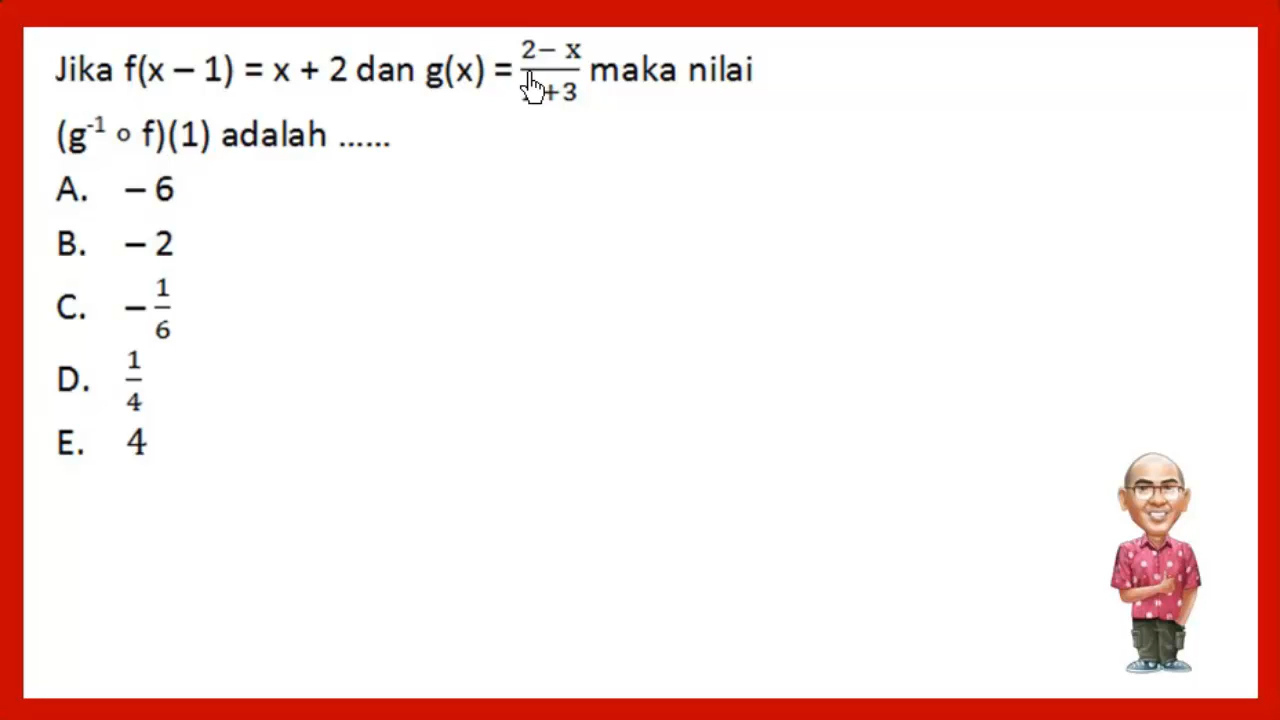 Jika f(x – 1) = x + 2 dan g(x) = (2– x)/( +3) maka nilai
(g⁻¹ ∘ f)(1) adalah ......
A. – 6
B. – 2
C. – 1/6
D. 1/4
E. 4